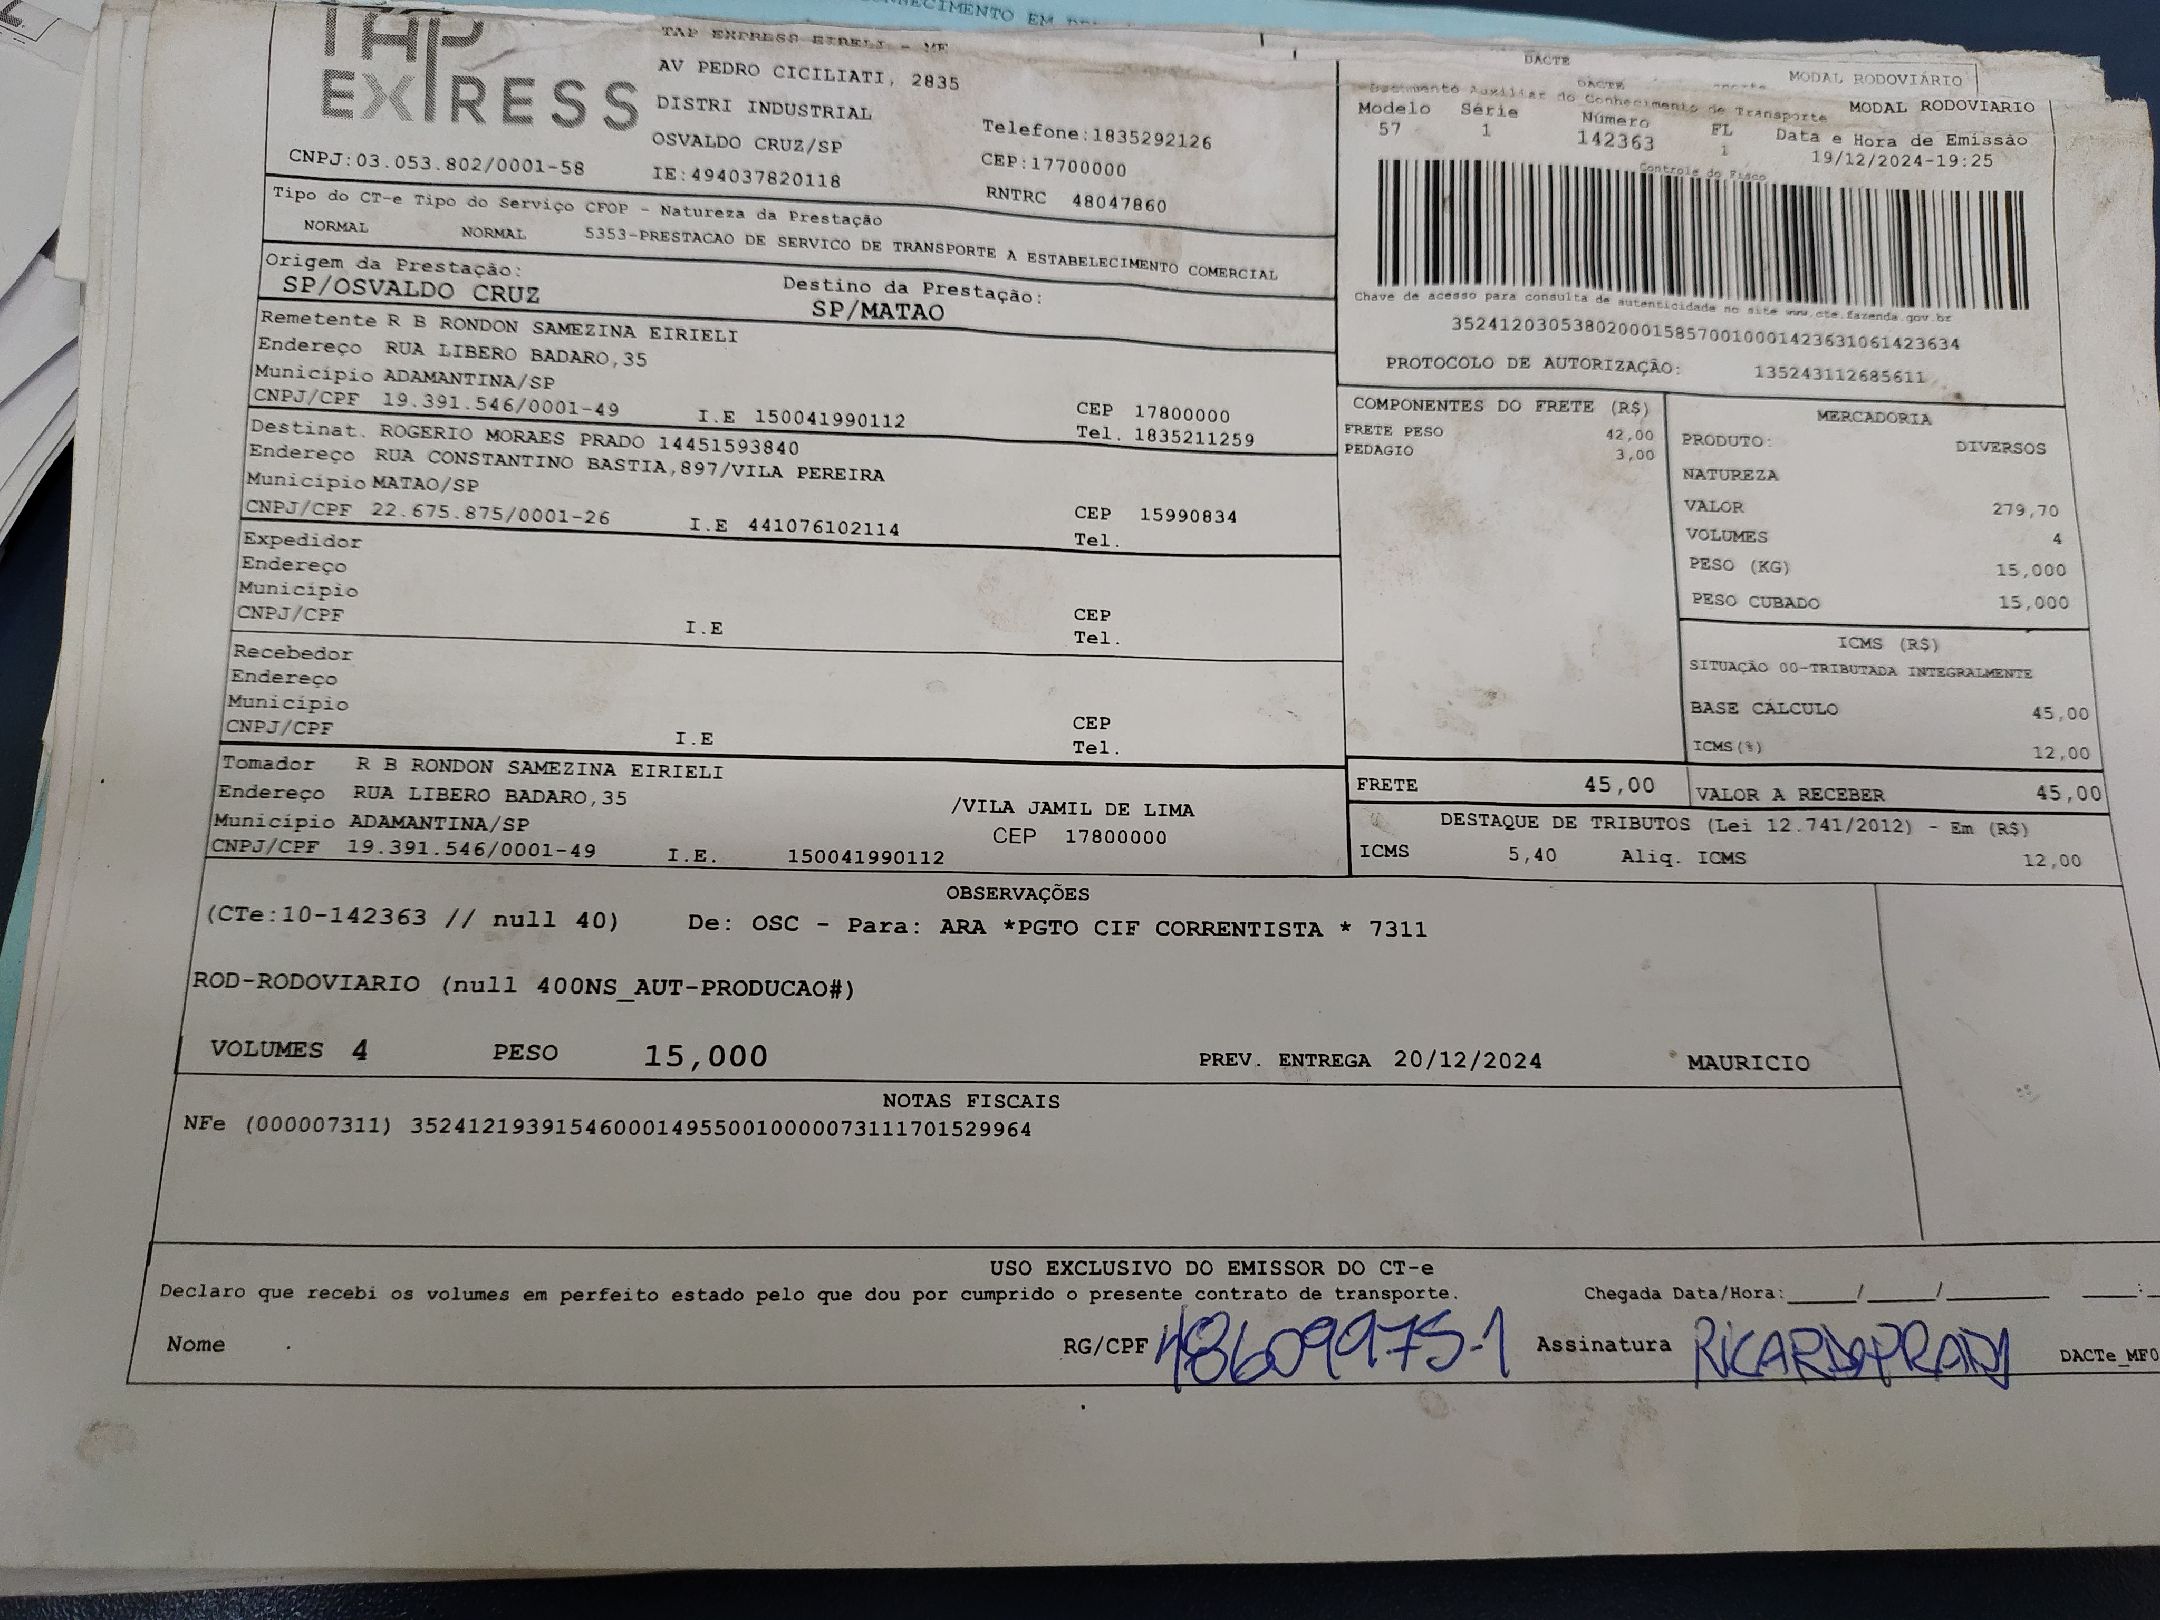 CONHECIMENTO EM
TAP EXPRESS
TAP EXPRESS EIRELI - ME
AV PEDRO CICILIATI, 2835
DISTRI INDUSTRIAL
OSVALDO CRUZ/SP
IE:494037820118
CNPJ:03.053.802/0001-58
Telefone:1835292126
CEP:17700000
RNTRC 48047860
DACTE
MODAL RODOVIÁRIO
DACTE
Documento Auxiliar do Conhecimento de Transporte MODAL RODOVIARIO
Modelo Série Número FL Data e Hora de Emissão
57 1 142363 1 19/12/2024-19:25
Controle do Fisco
Chave de acesso para consulta de autenticidade no site www.cte.fazenda.gov.br
35241203053802000158570010001423631061423634
PROTOCOLO DE AUTORIZAÇÃO: 135243112685611
Tipo do CT-e Tipo do Serviço CFOP - Natureza da Prestação
NORMAL NORMAL 5353-PRESTACAO DE SERVICO DE TRANSPORTE A ESTABELECIMENTO COMERCIAL
Origem da Prestação: Destino da Prestação:
SP/OSVALDO CRUZ SP/MATAO
Remetente R B RONDON SAMEZINA EIRIELI
Endereço RUA LIBERO BADARO,35
Município ADAMANTINA/SP CEP 17800000
CNPJ/CPF 19.391.546/0001-49 I.E 150041990112 Tel. 1835211259
Destinat. ROGERIO MORAES PRADO 14451593840
Endereço RUA CONSTANTINO BASTIA,897/VILA PEREIRA
Município MATAO/SP CEP 15990834
CNPJ/CPF 22.675.875/0001-26 I.E 441076102114 Tel.
Expedidor
Endereço
Município CEP
CNPJ/CPF I.E Tel.
Recebedor
Endereço
Município CEP
CNPJ/CPF I.E Tel.
Tomador R B RONDON SAMEZINA EIRIELI
Endereço RUA LIBERO BADARO,35 /VILA JAMIL DE LIMA
Município ADAMANTINA/SP CEP 17800000
CNPJ/CPF 19.391.546/0001-49 I.E. 150041990112
COMPONENTES DO FRETE (R$)
FRETE PESO 42,00
PEDAGIO 3,00
MERCADORIA
PRODUTO: DIVERSOS
NATUREZA
VALOR 279,70
VOLUMES 4
PESO (KG) 15,000
PESO CUBADO 15,000
ICMS (R$)
SITUAÇÃO 00-TRIBUTADA INTEGRALMENTE
BASE CÁLCULO 45,00
ICMS(%) 12,00
FRETE 45,00 VALOR A RECEBER 45,00
DESTAQUE DE TRIBUTOS (Lei 12.741/2012) - Em (R$)
ICMS 5,40 Aliq. ICMS 12,00
OBSERVAÇÕES
(CTe:10-142363 // null 40) De: OSC - Para: ARA *PGTO CIF CORRENTISTA * 7311
ROD-RODOVIARIO (null 400NS_AUT-PRODUCAO#)
VOLUMES 4 PESO 15,000 PREV. ENTREGA 20/12/2024 MAURICIO
NOTAS FISCAIS
NFe (000007311) 35241219391546000149550010000073111701529964
USO EXCLUSIVO DO EMISSOR DO CT-e
Declaro que recebi os volumes em perfeito estado pelo que dou por cumprido o presente contrato de transporte. Chegada Data/Hora:____/____/______ ____:
Nome . RG/CPF 48609975-1 Assinatura RICARDO PRADO DACTe_MF0